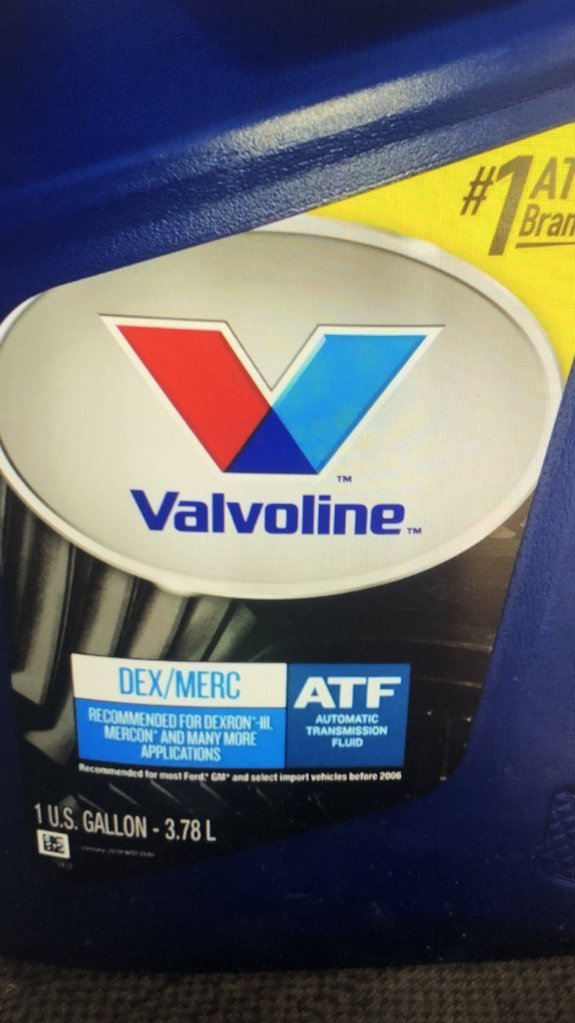 #1 AT
Bran
Valvoline™
DEX/MERC
RECOMMENDED FOR DEXRON®-III,
MERCON® AND MANY MORE
APPLICATIONS
ATF
AUTOMATIC
TRANSMISSION
FLUID
Recommended for most Ford,® GM® and select import vehicles before 2006
1 U.S. GALLON - 3.78 L